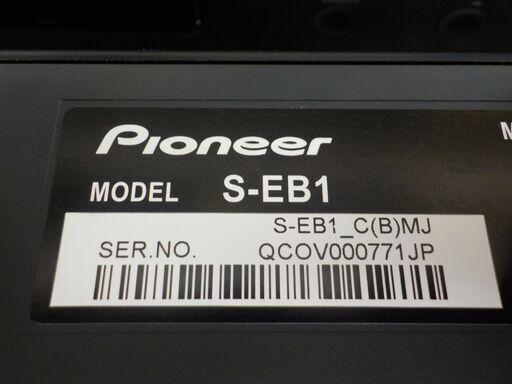 Pioneer
MODEL S-EB1
S-EB1_C(B)MJ
SER.NO. QCOV000771JP